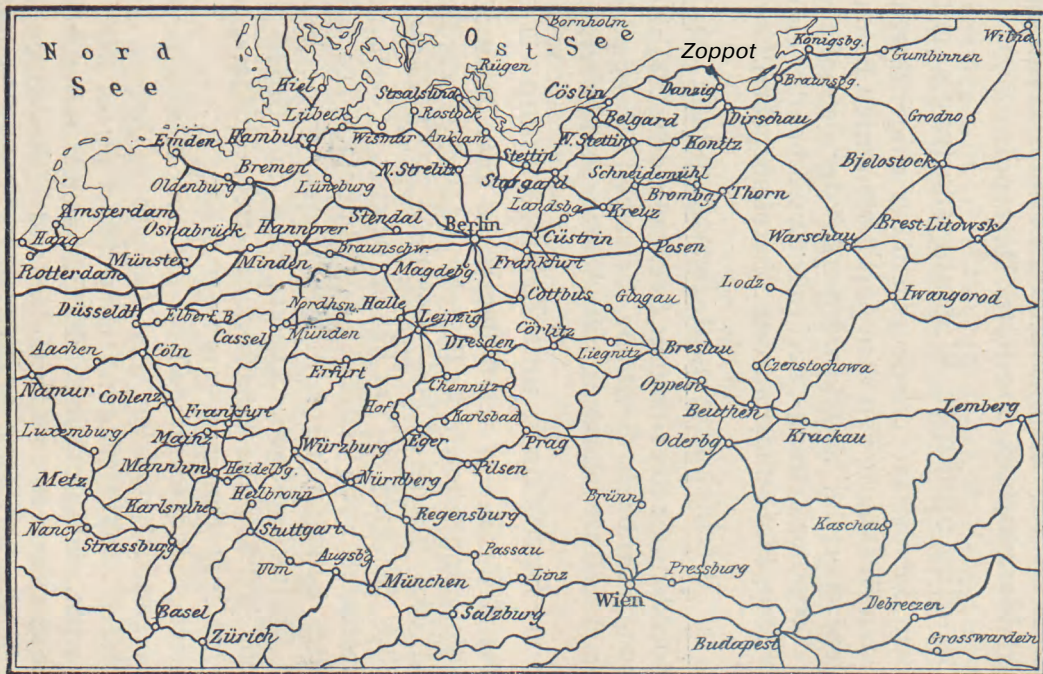 Nord See
Ost-See
Bornholm
Rügen
Zoppot
Königsbg.
Gumbinnen
Wilna
Kiel
Stralsund
Rostock
Cöslin
Danzig
Braunsbg.
Lübeck
Wismar
Anklam
Belgard
Dirschau
Grodno
Emden
Hamburg
Stettin
N.Stettin
Konitz
Bremen
Oldenburg
Lüneburg
N.Strelitz
Stargard
Schneidemühl
Bjelostock
Amsterdam
Stendal
Landsbg.
Kreuz
Brombg.
Thorn
Haag
Osnabrück
Hannover
Berlin
Cüstrin
Posen
Warschau
Brest-Litowsk
Rotterdam
Münster
Minden
Braunschw.
Magdebg
Frankfurt
Düsseldf
Elberf.B.
Nordhsn.
Halle
Cottbus
Glogau
Lodz
Iwangorod
Cassel
Münden
Leipzig
Görlitz
Aachen
Cöln
Erfurt
Dresden
Liegnitz
Breslau
Czenstochowa
Namur
Coblenz
Frankfurt
Hof
Chemnitz
Karlsbad
Oppeln
Beuthen
Lemberg
Luxemburg
Mainz
Würzburg
Eger
Prag
Oderbg
Krackau
Metz
Mannhm.
Heidelbg.
Nürnberg
Pilsen
Karlsruhe
Heilbronn
Brünn
Nancy
Strassburg
Stuttgart
Regensburg
Kaschau
Ulm
Augsbg.
Passau
München
Linz
Wien
Pressburg
Basel
Zürich
Salzburg
Budapest
Debreczen
Grosswardein